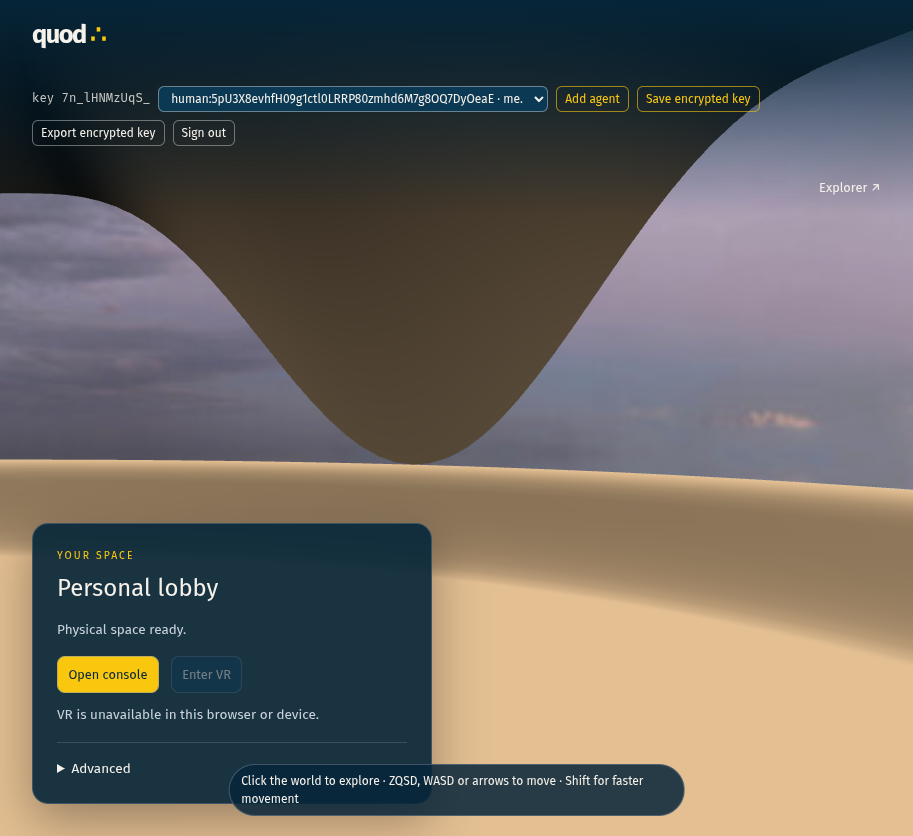 quod
key 7n_lHNMzUqS_ human:5pU3X8evhfH09g1ctl0LRRP80zmhd6M7g8OQ7DyOeaE · me. Add agent Save encrypted key
Export encrypted key Sign out
Explorer ↗
YOUR SPACE
Personal lobby
Physical space ready.
Open console Enter VR
VR is unavailable in this browser or device.
Advanced
Click the world to explore · ZQSD, WASD or arrows to move · Shift for faster
movement